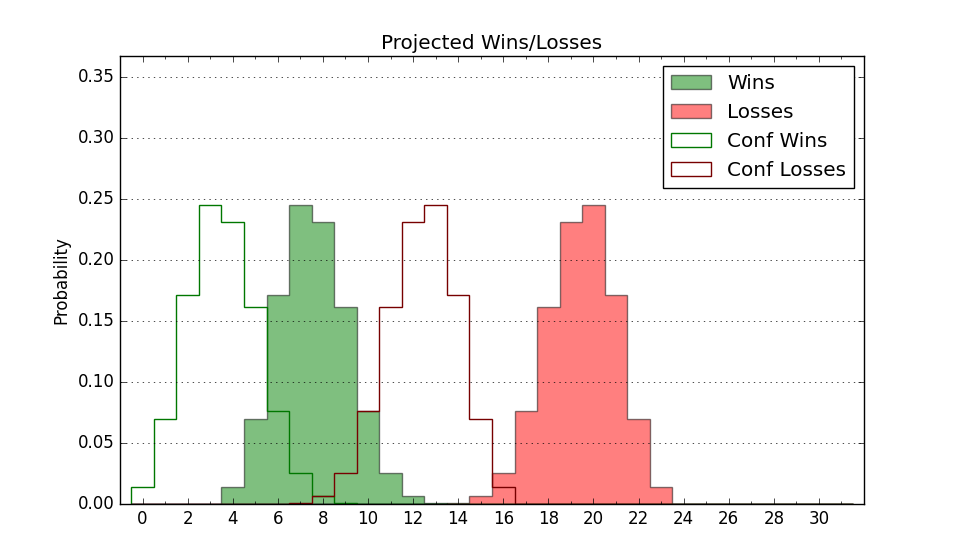 Projected Wins/Losses
Wins
Losses
Conf Wins
Conf Losses
Probability
0.35
0.30
0.25
0.20
0.15
0.10
0.05
0.00
0 2 4 6 8 10 12 14 16 18 20 22 24 26 28 30